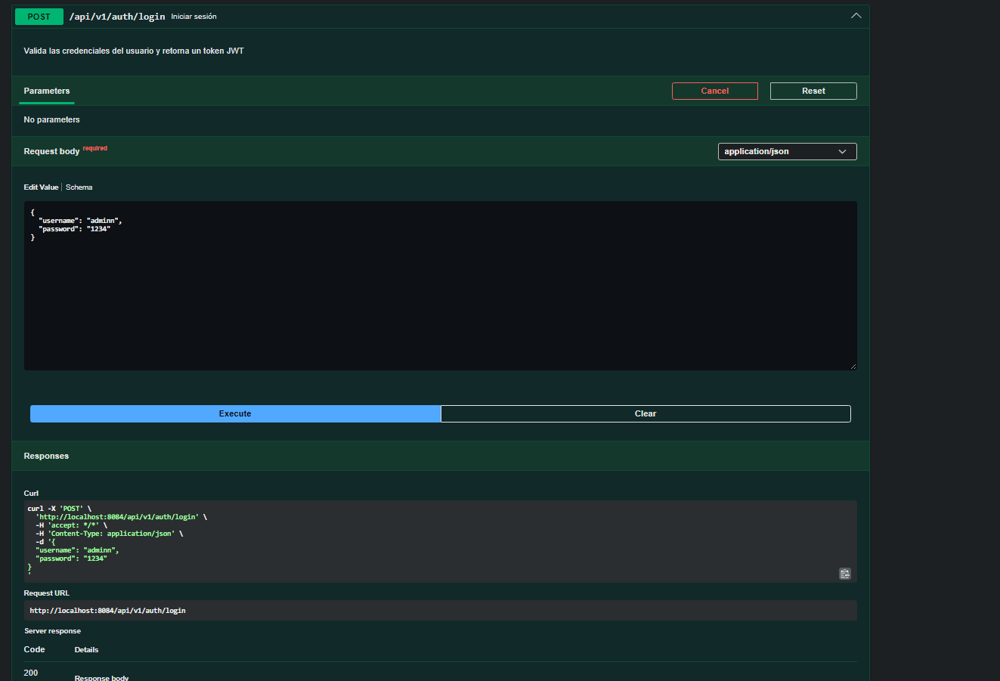 POST /api/v1/auth/login Iniciar sesión
Valida las credenciales del usuario y retorna un token JWT
Parameters
Cancel
Reset
No parameters
Request body required
application/json
Edit Value | Schema
{
  "username": "adminn",
  "password": "1234"
}
Execute
Clear
Responses
Curl
curl -X 'POST' \
  'http://localhost:8084/api/v1/auth/login' \
  -H 'accept: */*' \
  -H 'Content-Type: application/json' \
  -d '{
  "username": "adminn",
  "password": "1234"
}
'
Request URL
http://localhost:8084/api/v1/auth/login
Server response
Code Details
200
Response body